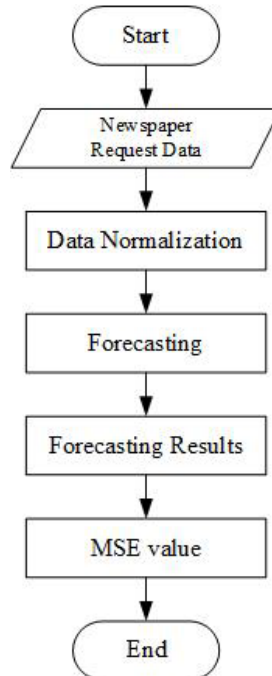 Start
Newspaper
Request Data
Data Normalization
Forecasting
Forecasting Results
MSE value
End